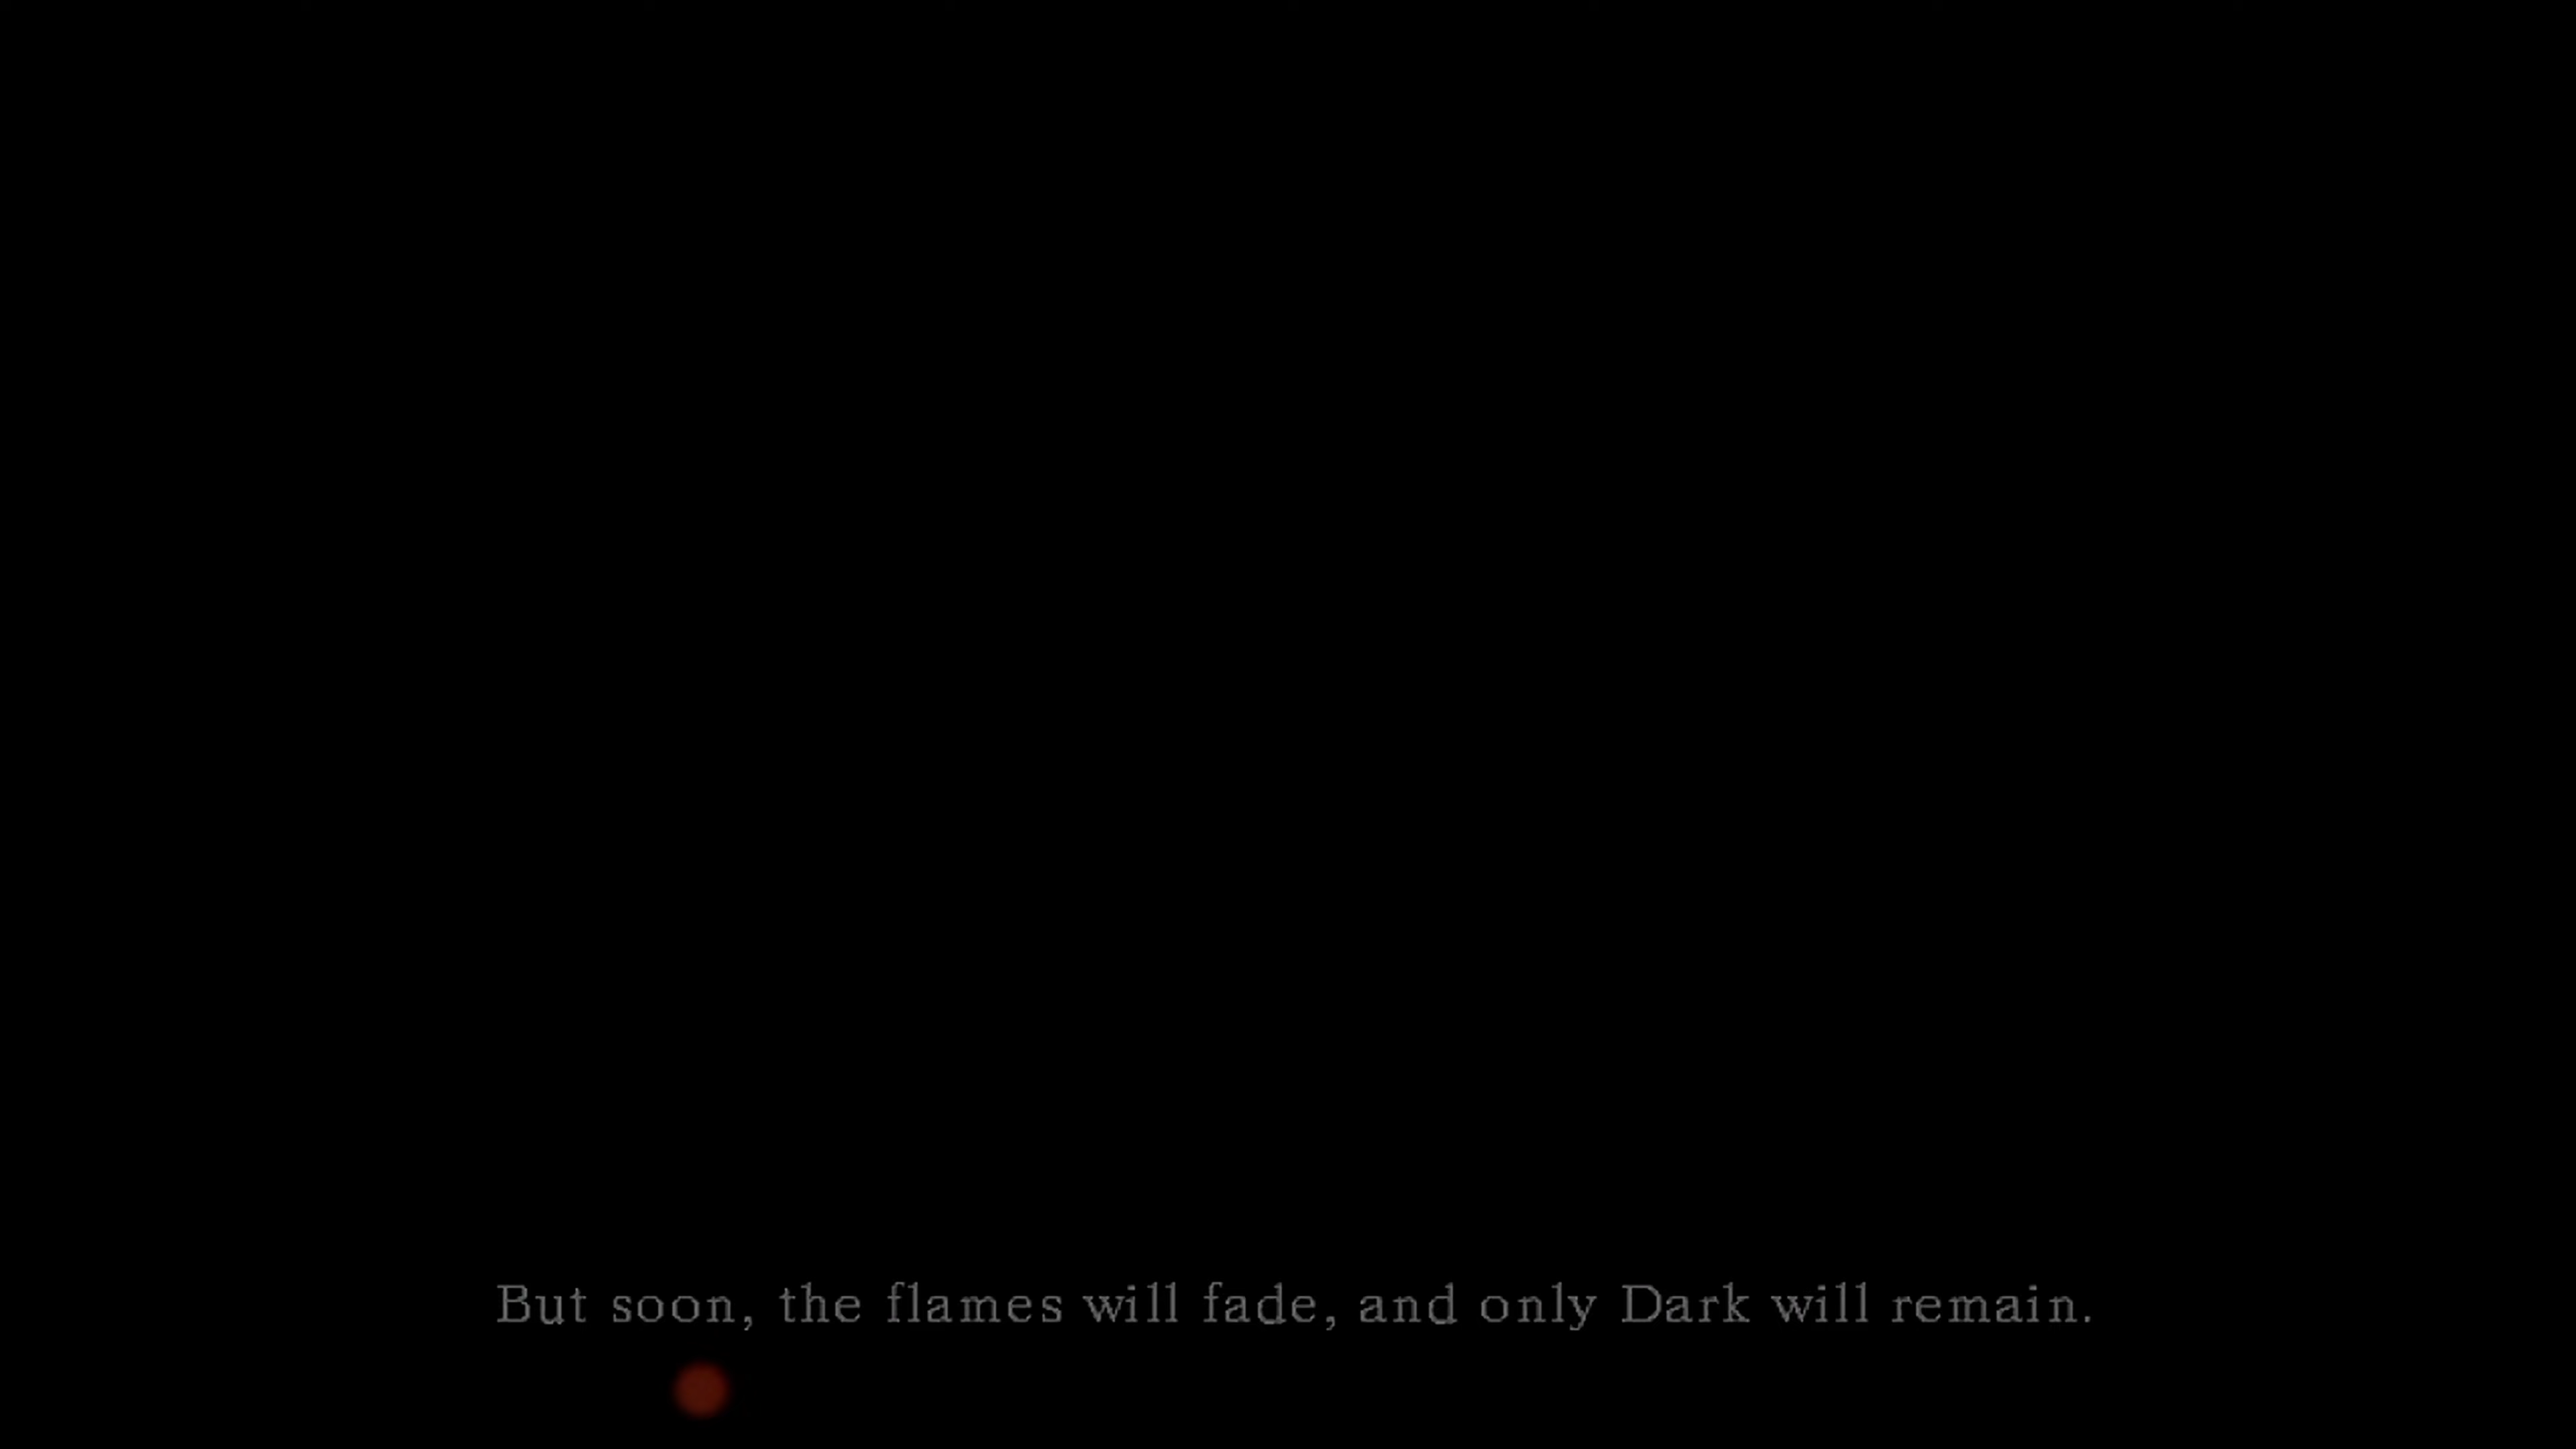 But soon, the flames will fade, and only Dark will remain.